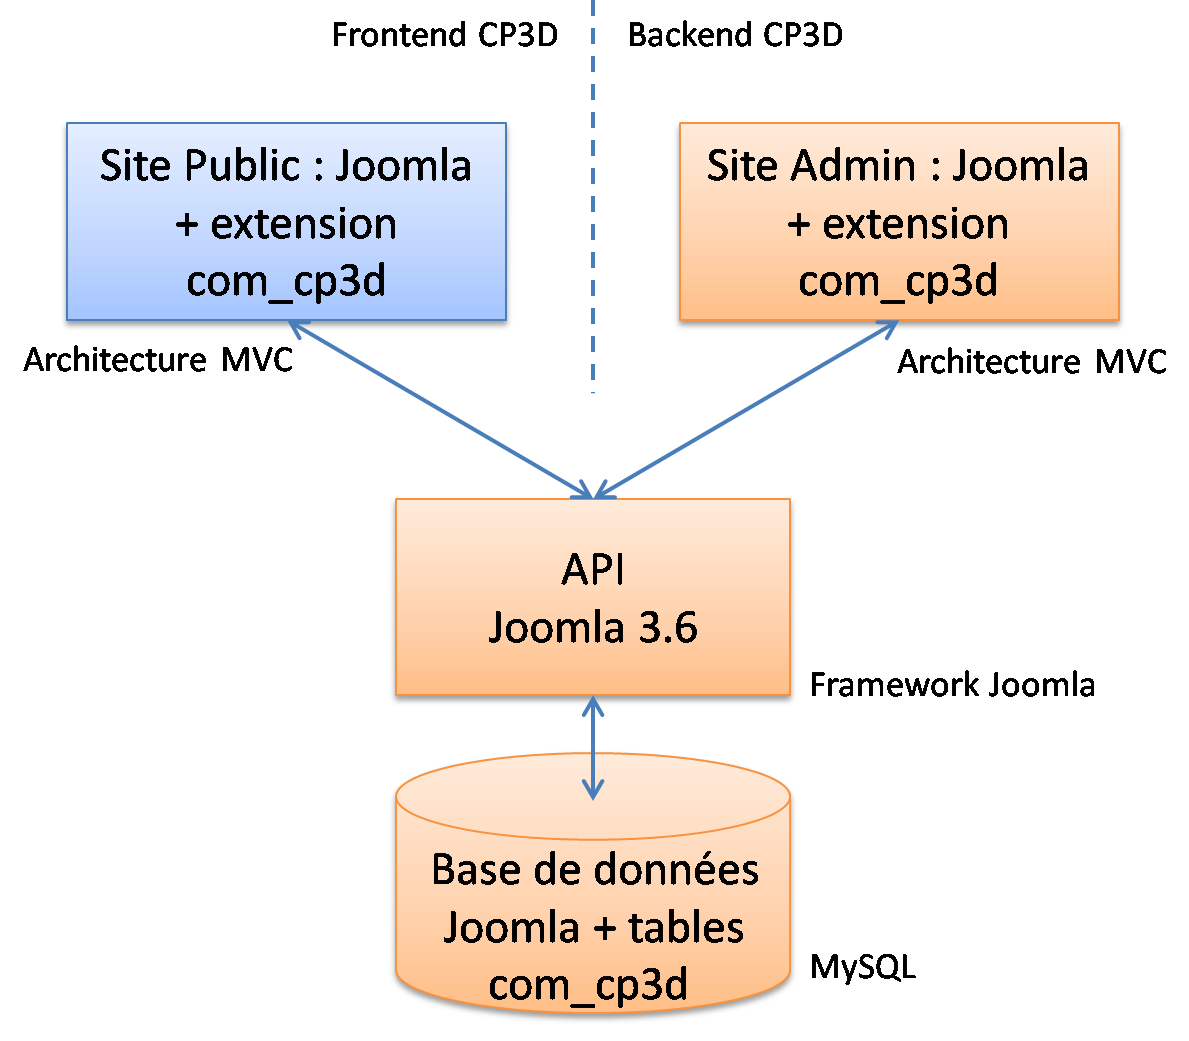 Frontend CP3D
Backend CP3D
Site Public : Joomla
+ extension
com_cp3d
Site Admin : Joomla
+ extension
com_cp3d
Architecture MVC
Architecture MVC
API
Joomla 3.6
Framework Joomla
Base de données
Joomla + tables
com_cp3d
MySQL